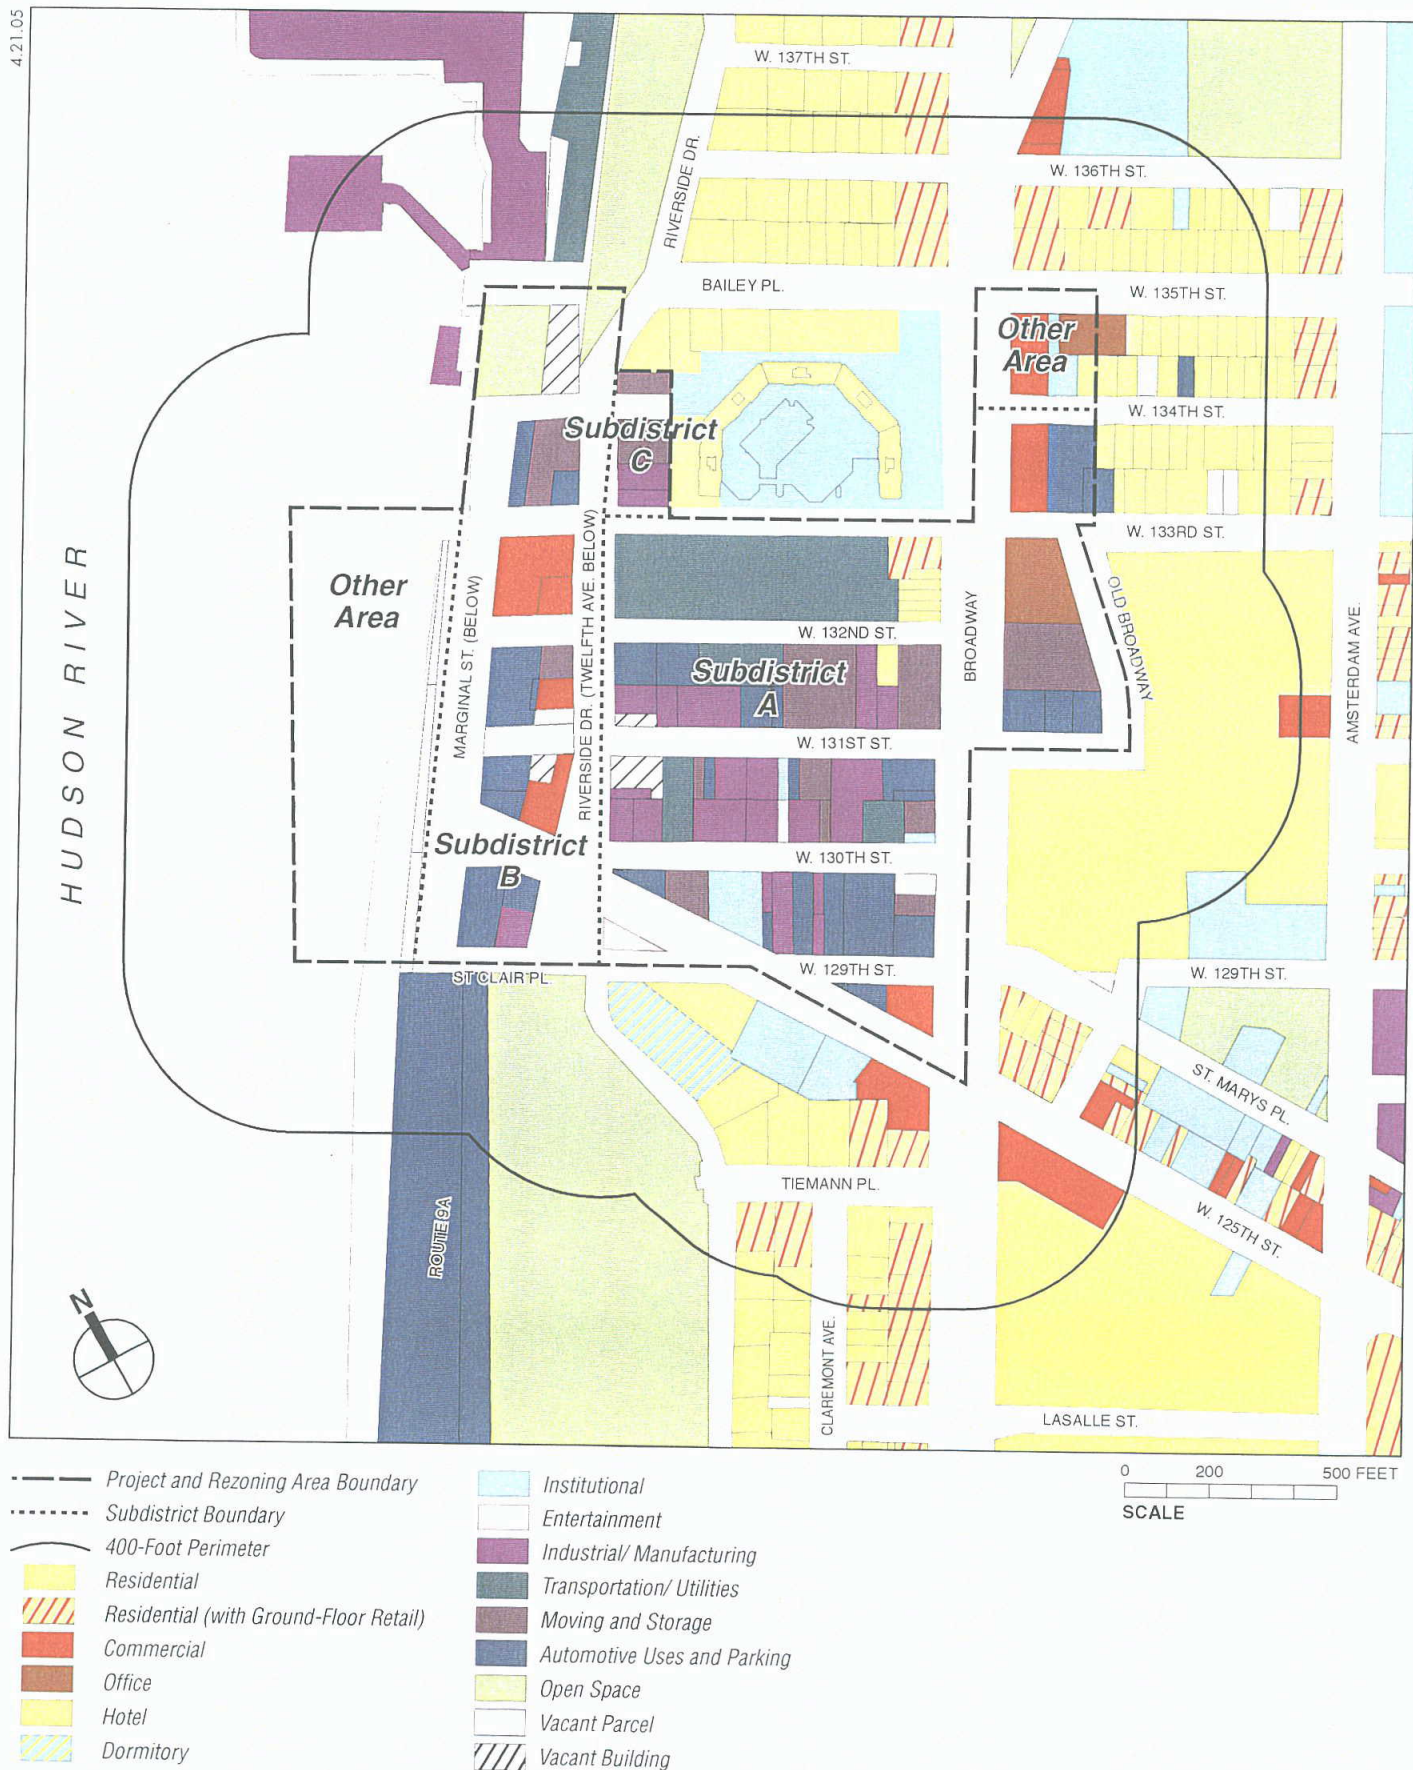 4.21.05
W. 137TH ST.
RIVERSIDE DR.
W. 136TH ST.
BAILEY PL.
W. 135TH ST.
Other
Area
W. 134TH ST.
Subdistrict
C
W. 133RD ST.
HUDSON RIVER
Other
Area
MARGINAL ST. (BELOW)
RIVERSIDE DR. (TWELFTH AVE. BELOW)
W. 132ND ST.
BROADWAY
OLD BROADWAY
AMSTERDAM AVE.
Subdistrict
A
W. 131ST ST.
Subdistrict
B
W. 130TH ST.
W. 129TH ST.
W. 129TH ST.
ST CLAIR PL.
ST. MARYS PL.
TIEMANN PL.
W. 125TH ST.
ROUTE 9A
N
CLAREMONT AVE.
LASALLE ST.
Project and Rezoning Area Boundary
Subdistrict Boundary
400-Foot Perimeter
Residential
Residential (with Ground-Floor Retail)
Commercial
Office
Hotel
Dormitory
Institutional
Entertainment
Industrial/ Manufacturing
Transportation/ Utilities
Moving and Storage
Automotive Uses and Parking
Open Space
Vacant Parcel
Vacant Building
0 200 500 FEET
SCALE